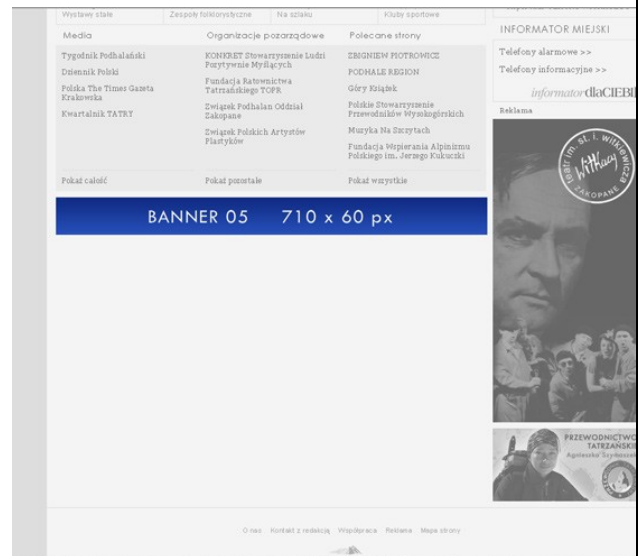 Wystawy stałe
Zespoły folklorystyczne
Na szlaku
Kluby sportowe
Media
Organizacje pozarządowe
Polecane strony
Tygodnik Podhalański
Dziennik Polski
Polska The Times Gazeta
Krakowska
Kwartalnik TATRY
KONKRET Stowarzyszenie Ludzi
Pozytywnie Myślących
Fundacja Ratownictwa
Tatrzańskiego TOPR
Związek Podhalan Oddział
Zakopane
Związek Polskich Artystów
Plastyków
ZBIGNIEW PIOTROWICZ
PODHALE REGION
Góry Książek
Polskie Stowarzyszenie
Przewodników Wysokogórskich
Muzyka Na Szczytach
Fundacja Wspierania Alpinizmu
Polskiego im. Jerzego Kukuczki
Pokaż całość
Pokaż pozostałe
Pokaż wszystkie
BANNER 05 710 x 60 px
INFORMATOR MIEJSKI
Telefony alarmowe >>
Telefony informacyjne >>
informator dlaCIEBI
Reklama
teatr im. st. i. witkiewicza
Witkacy
ZAKOPANE
PRZEWODNICTWO
TATRZAŃSKI
Agnieszka
O nas Kontakt z redakcją Współpraca Reklama Mapa strony